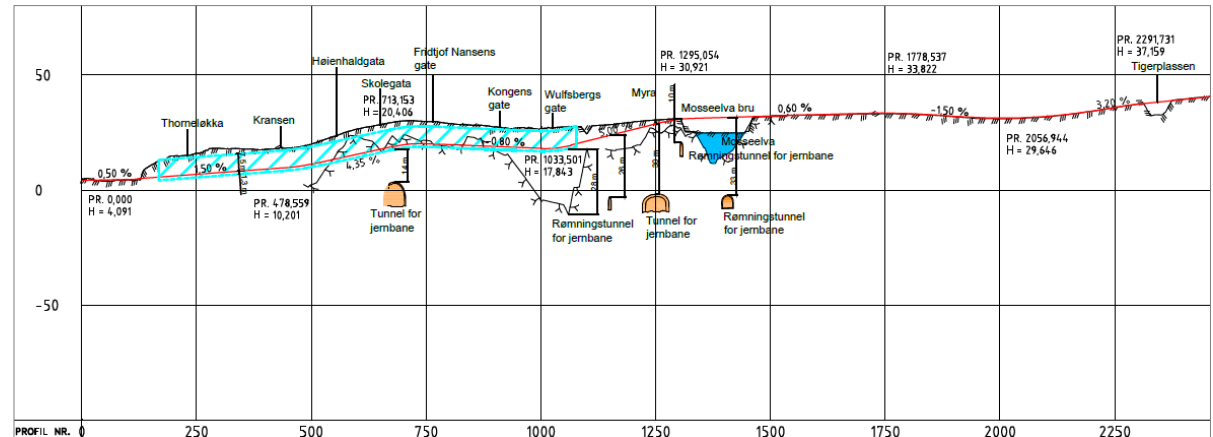 50
0
-50
PROFIL NR. 0
250
500
750
1000
1250
1500
1750
2000
2250
Thorneløkka
Kransen
Høienhaldgata
Skolegata
Fridtjof Nansens
gate
Kongens
gate
Wulfsbergs
gate
Myra
Mosseelva bru
Mosseelva
Tigerplassen
PR. 0,000
H = 4,091
PR. 478,559
H = 10,201
PR. 713,153
H = 20,406
PR. 1033,501
H = 17,843
PR. 1295,054
H = 30,921
PR. 1778,537
H = 33,822
PR. 2056,944
H = 29,646
PR. 2291,731
H = 37,159
0,50 %
1,50 %
4,35 %
-0,80 %
0,60 %
-1,50 %
3,20 %
14 m
28 m
26 m
10 m
33 m
Tunnel for
jernbane
Rømningstunnel
for jernbane
Tunnel for
jernbane
Rømningstunnel for jernbane
Rømningstunnel
for jernbane